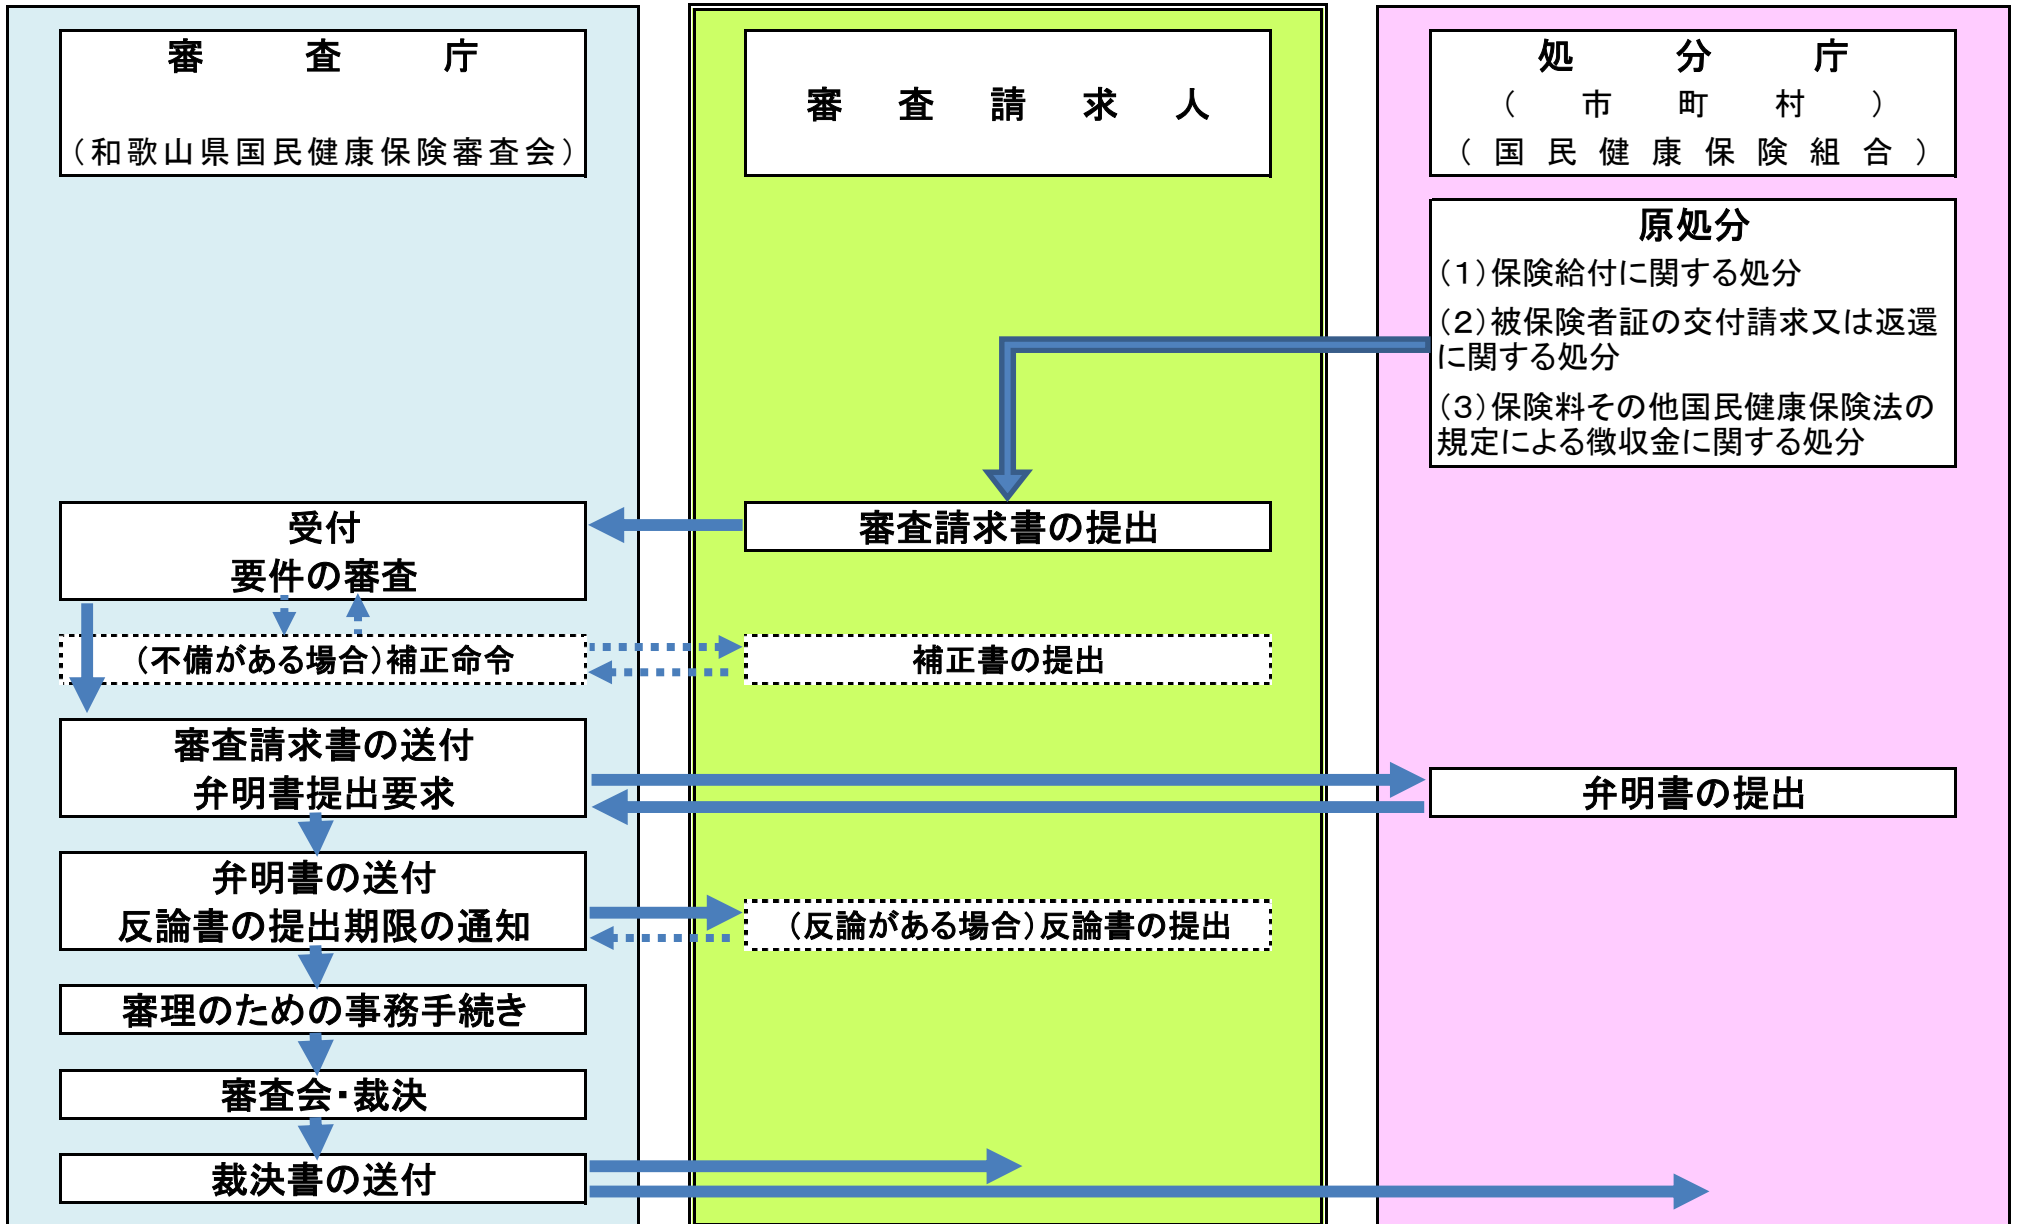 審査庁
（和歌山県国民健康保険審査会）
審査請求人
処分庁
（市町村）
（国民健康保険組合）
原処分
（１）保険給付に関する処分
（２）被保険者証の交付請求又は返還
に関する処分
（３）保険料その他国民健康保険法の
規定による徴収金に関する処分
受付
要件の審査
審査請求書の提出
（不備がある場合）補正命令
補正書の提出
審査請求書の送付
弁明書提出要求
弁明書の提出
弁明書の送付
反論書の提出期限の通知
（反論がある場合）反論書の提出
審理のための事務手続き
審査会・裁決
裁決書の送付